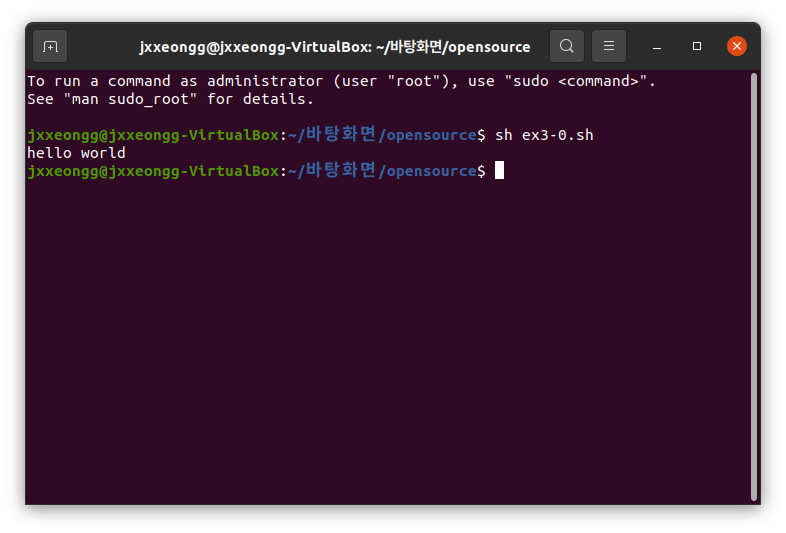 jxxeongg@jxxeongg-VirtualBox: ~/바탕화면/opensource
To run a command as administrator (user "root"), use "sudo <command>".
See "man sudo_root" for details.
jxxeongg@jxxeongg-VirtualBox:~/바탕화면/opensource$ sh ex3-0.sh
hello world
jxxeongg@jxxeongg-VirtualBox:~/바탕화면/opensource$